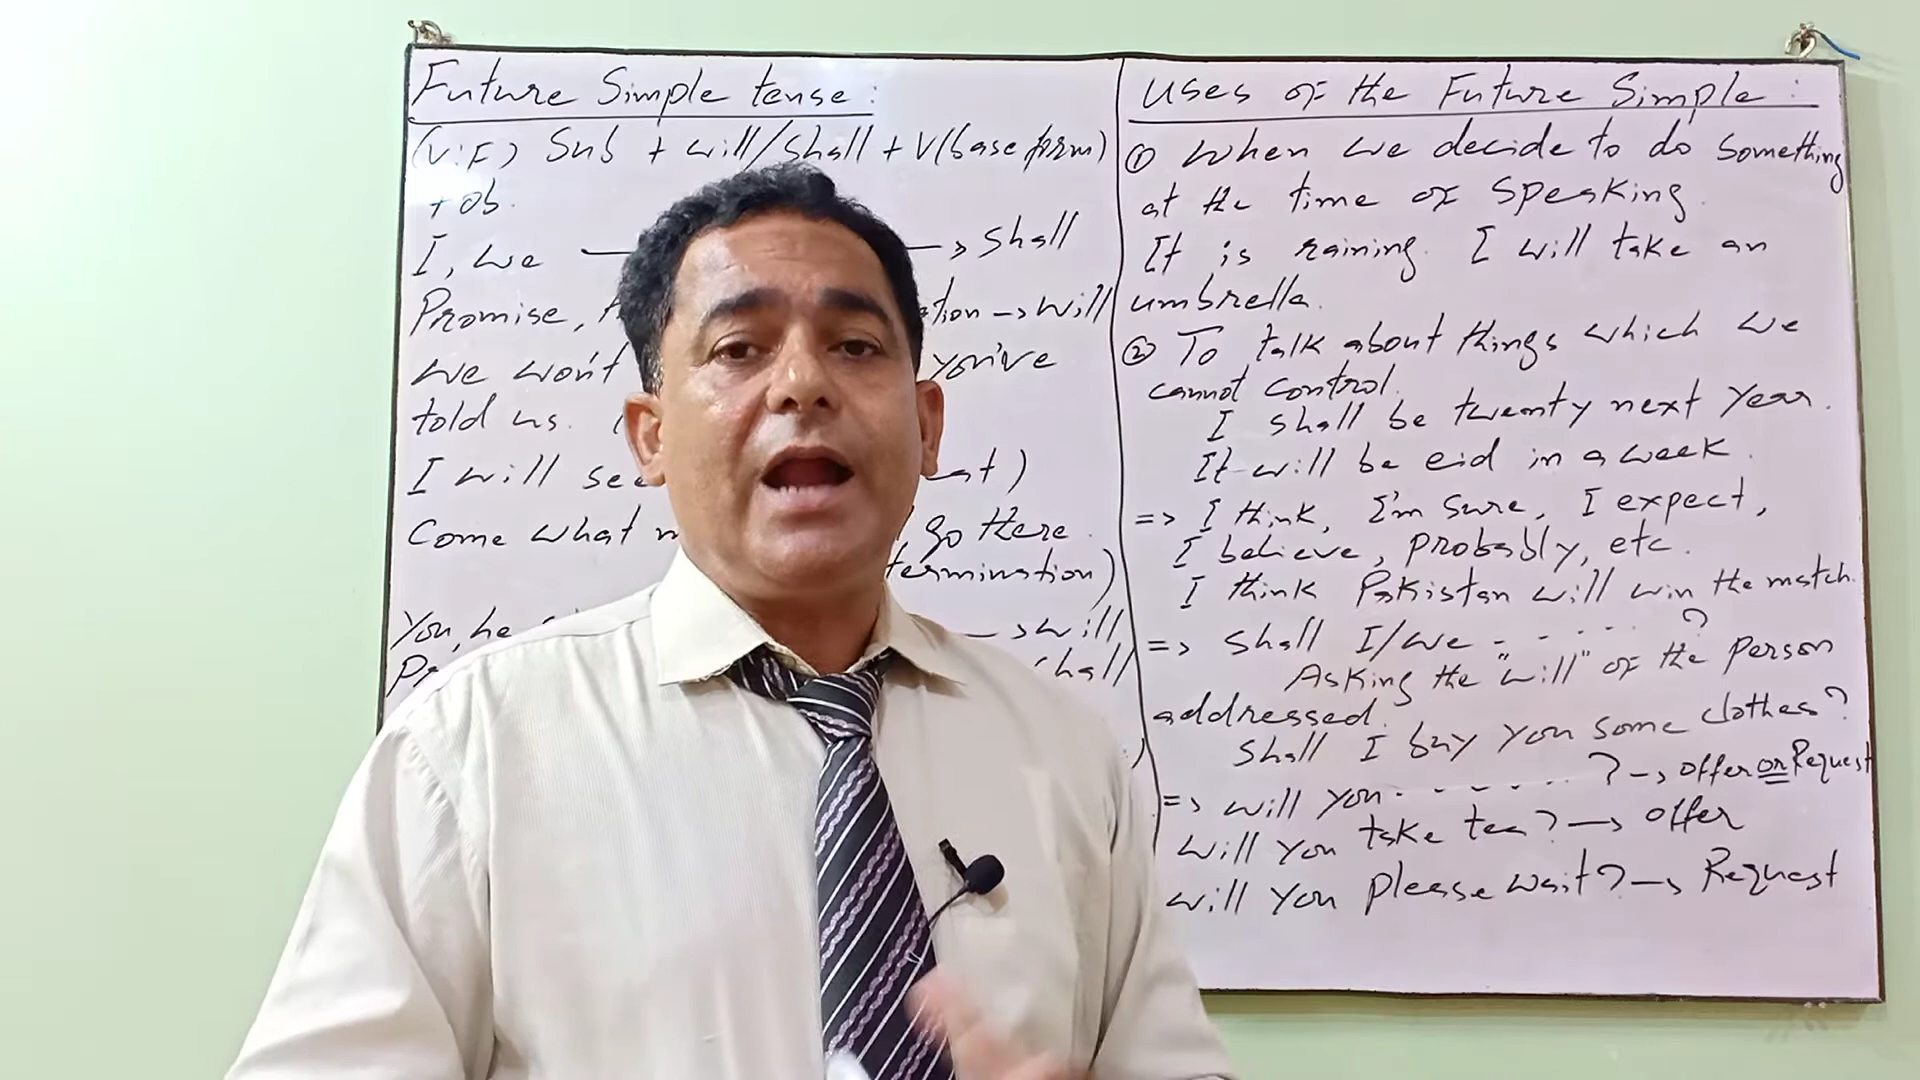 Future Simple tense:
(V:F) Sub + will/shall + V(base form)
+ ob.
I, we → shall
Promise, tion → will
We won't you've
told us. (
I will see at)
Come what go there.
termination)
You, he → will
shall
)
Uses of the Future Simple:
① When we decide to do something
at the time of speaking.
It is raining. I will take an
umbrella.
② To talk about things which we
cannot control.
I shall be twenty next year.
It will be eid in a week.
=> I think, I'm sure, I expect,
I believe, probably, etc.
I think Pakistan will win the match.
=> Shall I/we - - - . . . . ?
Asking the "will" of the person
addressed.
Shall I buy you some clothes?
=> will you - - - - . . . ? → offer or Request
will you take tea? → offer
will you please wait? → Request